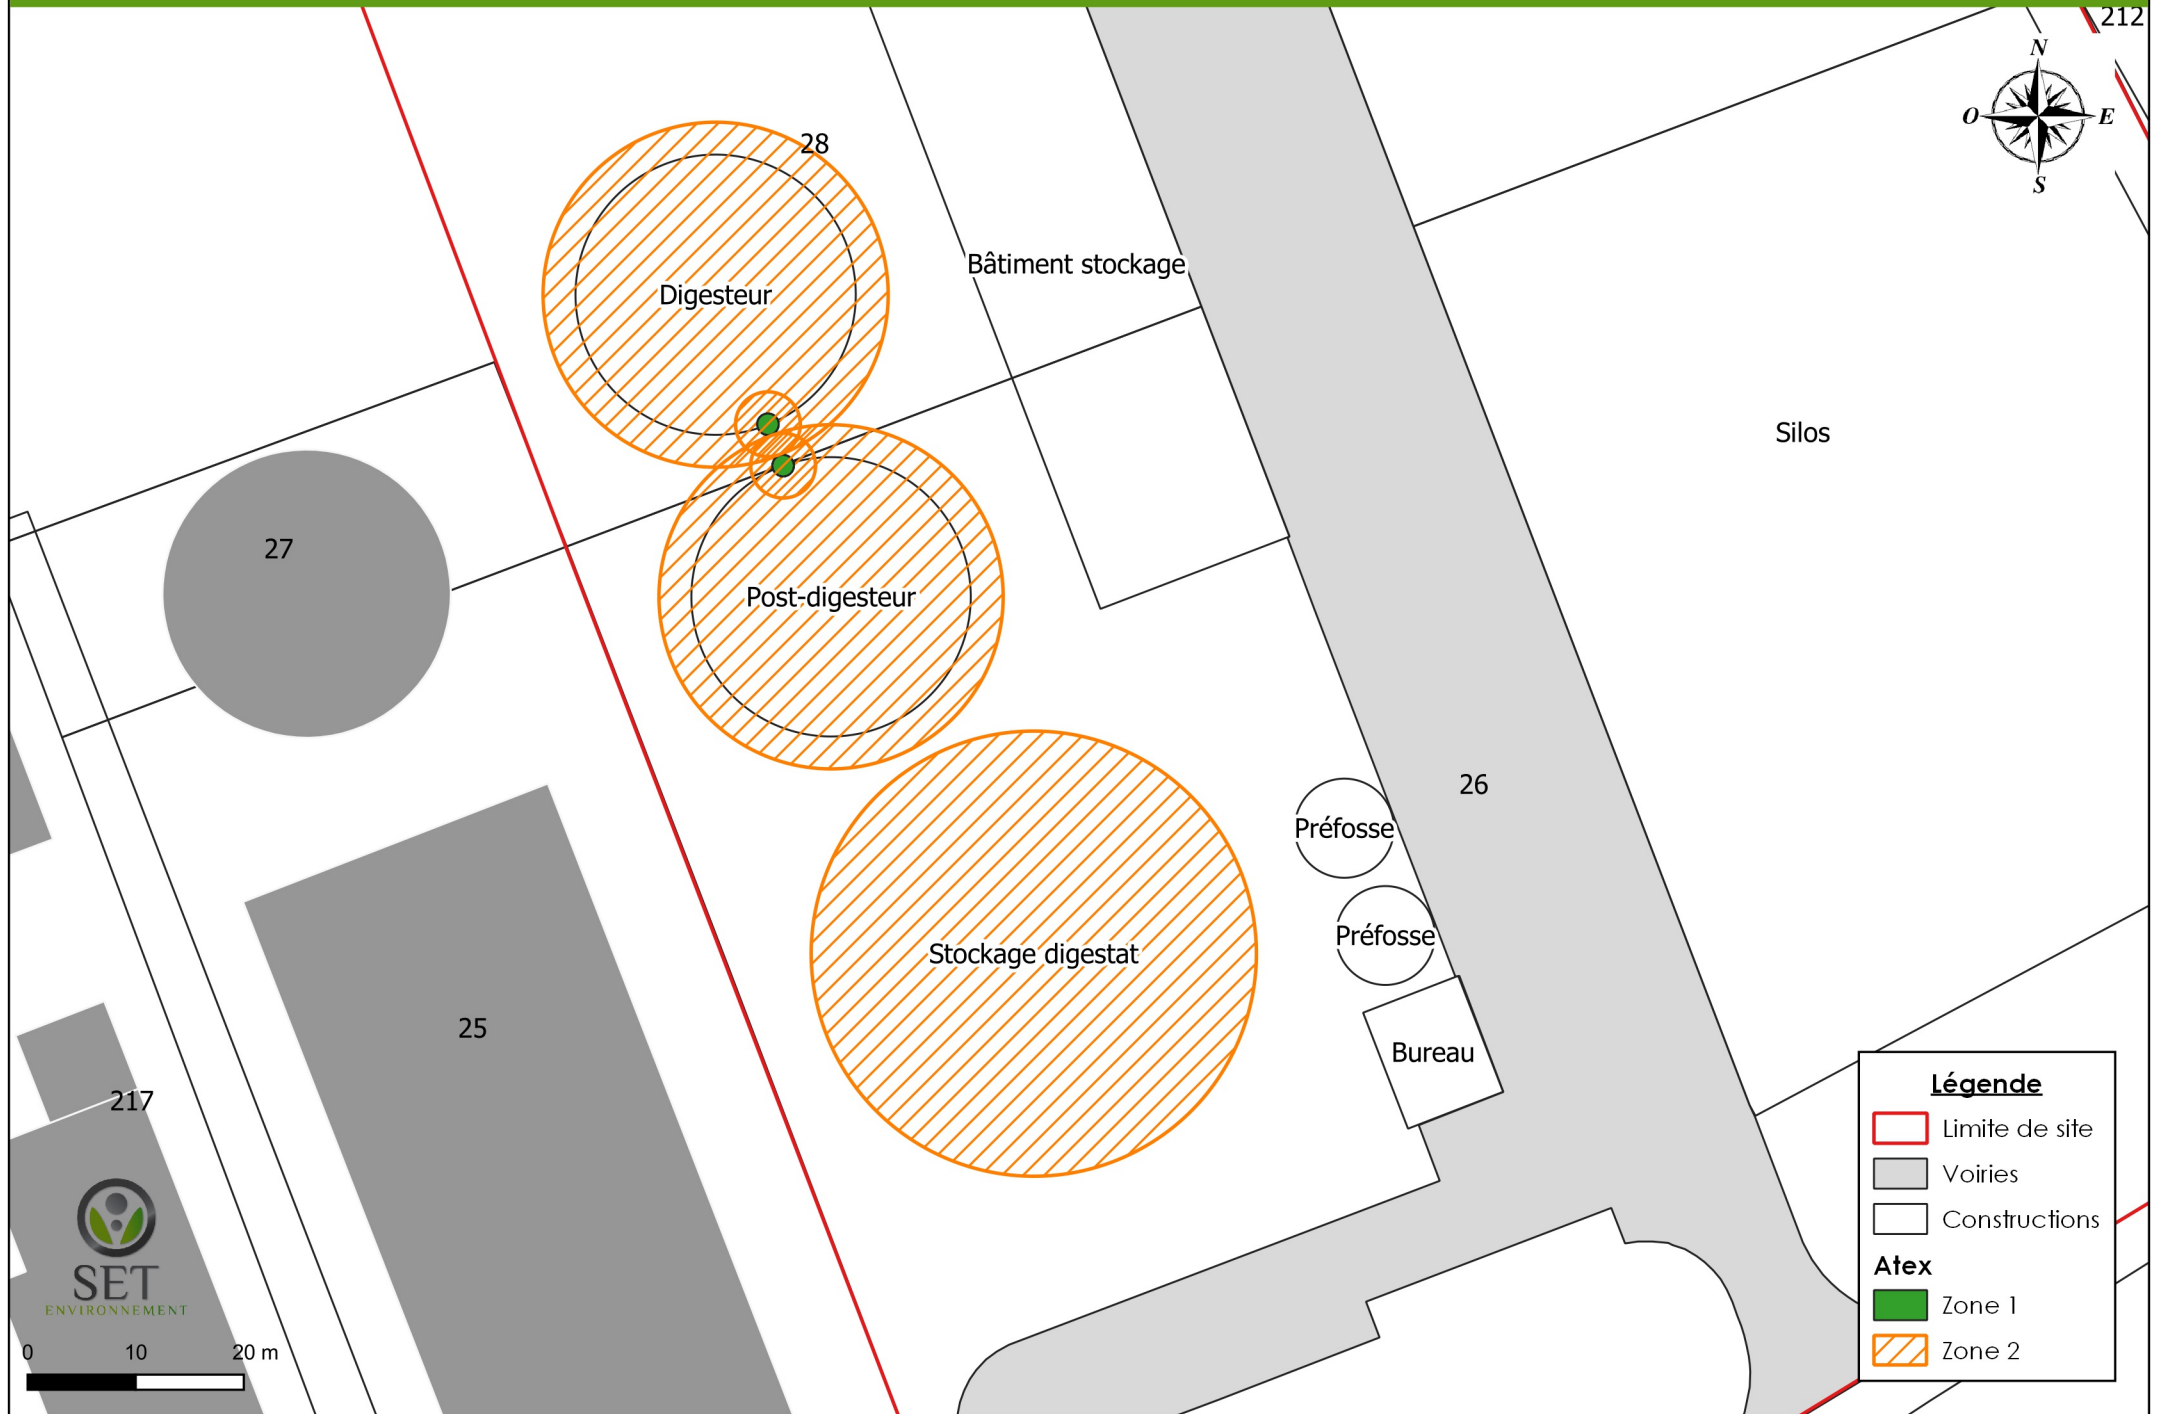 212
N
O
E
S
28
Bâtiment stockage
Digesteur
Silos
27
Post-digesteur
26
Préfosse
Préfosse
Stockage digestat
25
Bureau
217
SET
ENVIRONNEMENT
0 10 20 m
Légende
Limite de site
Voiries
Constructions
Atex
Zone 1
Zone 2